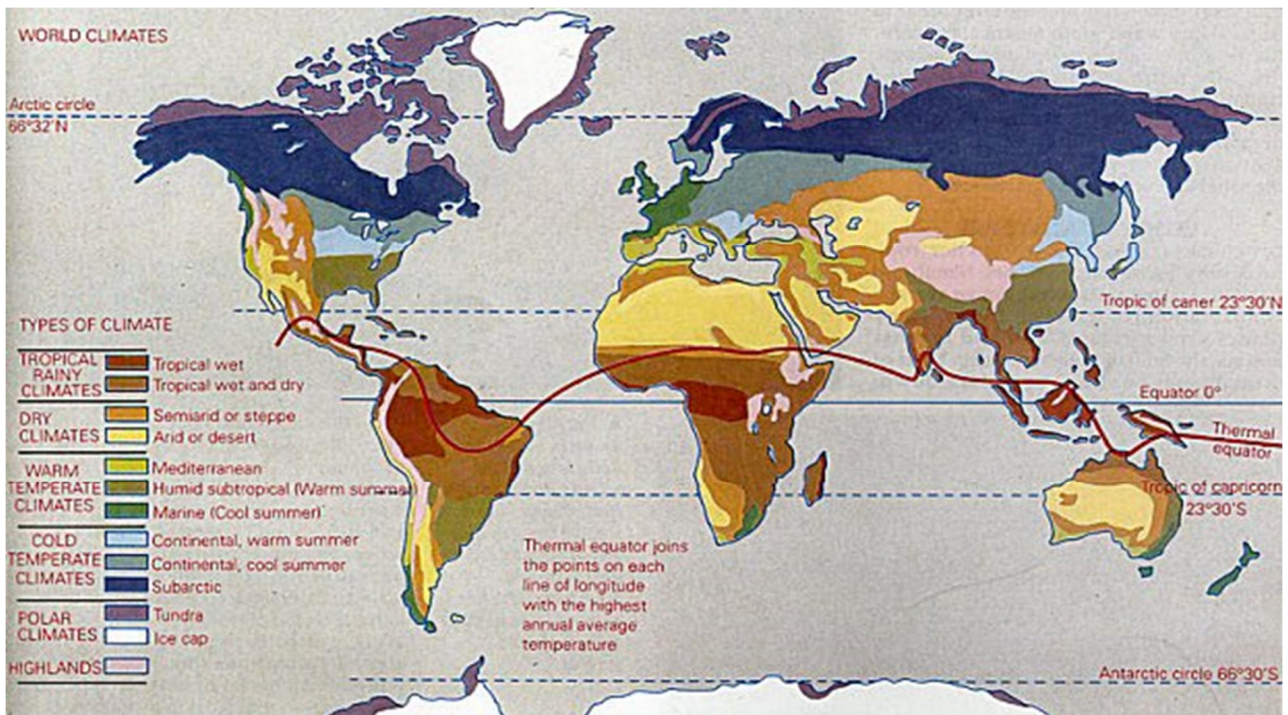 WORLD CLIMATES
Arctic circle
66°32'N
Tropic of caner 23°30'N
TYPES OF CLIMATE
TROPICAL
RAINY
CLIMATES
Tropical wet
Tropical wet and dry
DRY
CLIMATES
Semiarid or steppe
Arid or desert
WARM
TEMPERATE
CLIMATES
Mediterranean
Humid subtropical (Warm summer)
Marine (Cool summer)
COLD
TEMPERATE
CLIMATES
Continental, warm summer
Continental, cool summer
Subarctic
POLAR
CLIMATES
Tundra
Ice cap
HIGHLANDS
Equator 0°
Thermal
equator
Tropic of capricorn
23°30'S
Thermal equator joins
the points on each
line of longitude
with the highest
annual average
temperature
Antarctic circle 66°30'S